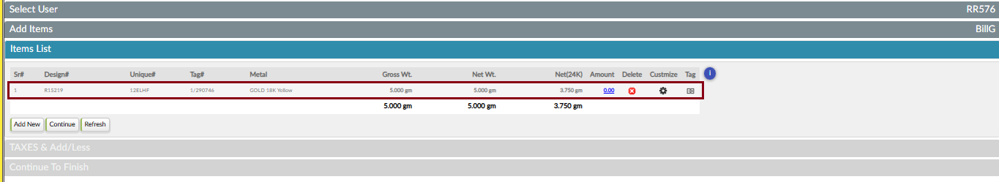 Select User RR576
Add Items BillG
Items List
Sr# Design# Unique# Tag# Metal Gross Wt. Net Wt. Net(24K) Amount Delete Custmize Tag i
1 R15219 12ELHF 1/290746 GOLD 18K Yellow 5.000 gm 5.000 gm 3.750 gm 0.00
5.000 gm 5.000 gm 3.750 gm
Add New Continue Refresh
TAXES & Add/Less
Continue To Finish